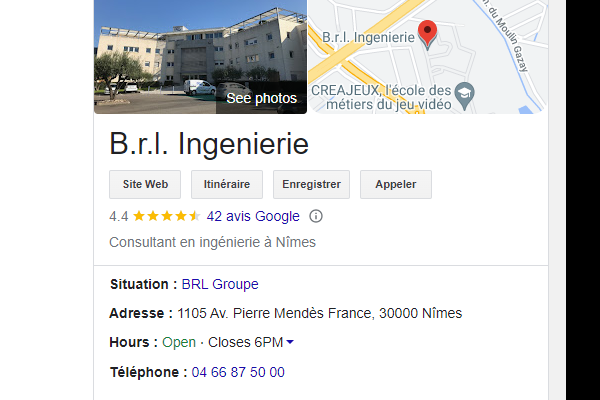 See photos
B.r.l. Ingenierie
CREAJEUX, l'école des
métiers du jeu vidéo
m. du Moulin Gazay
B.r.l. Ingenierie
Site Web Itinéraire Enregistrer Appeler
4.4 42 avis Google
Consultant en ingénierie à Nîmes
Situation : BRL Groupe
Adresse : 1105 Av. Pierre Mendès France, 30000 Nîmes
Hours : Open · Closes 6PM
Téléphone : 04 66 87 50 00